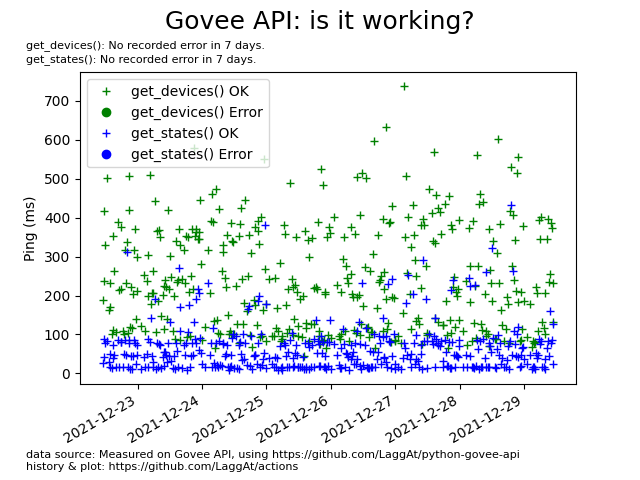 Govee API: is it working?
get_devices(): No recorded error in 7 days.
get_states(): No recorded error in 7 days.
get_devices() OK
get_devices() Error
get_states() OK
get_states() Error
Ping (ms)
700
600
500
400
300
200
100
0
2021-12-23
2021-12-24
2021-12-25
2021-12-26
2021-12-27
2021-12-28
2021-12-29
data source: Measured on Govee API, using https://github.com/LaggAt/python-govee-api
history & plot: https://github.com/LaggAt/actions